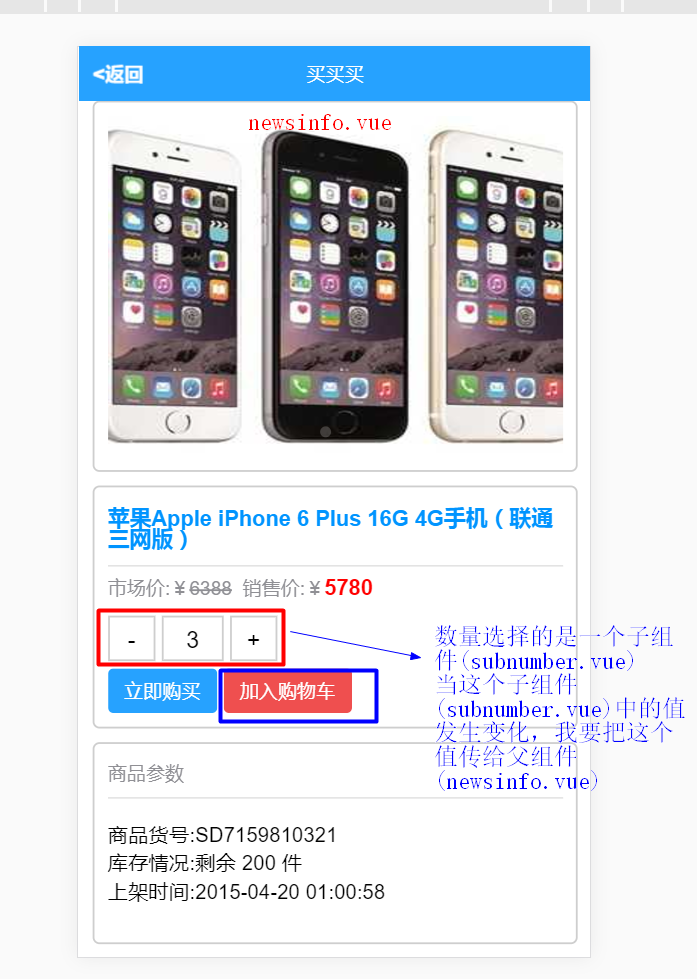 <返回
买买买
newsinfo.vue
苹果Apple iPhone 6 Plus 16G 4G手机（联通
三网版）
市场价:￥6388 销售价:￥5780
- 3 +
数量选择的是一个子组
件(subnumber.vue)
当这个子组件
(subnumber.vue)中的值
发生变化，我要把这个
值传给父组件
(newsinfo.vue)
立即购买 加入购物车
商品参数
商品货号:SD7159810321
库存情况:剩余 200 件
上架时间:2015-04-20 01:00:58